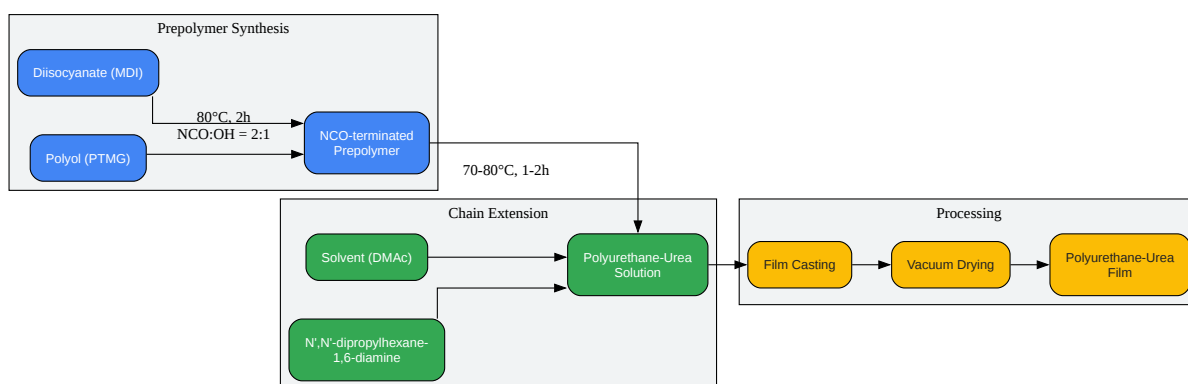 Prepolymer Synthesis
Diisocyanate (MDI)
80°C, 2h
NCO:OH = 2:1
Polyol (PTMG)
NCO-terminated
Prepolymer
70-80°C, 1-2h
Chain Extension
Solvent (DMAc)
N',N'-dipropylhexane-
1,6-diamine
Polyurethane-Urea
Solution
Processing
Film Casting
Vacuum Drying
Polyurethane-Urea
Film